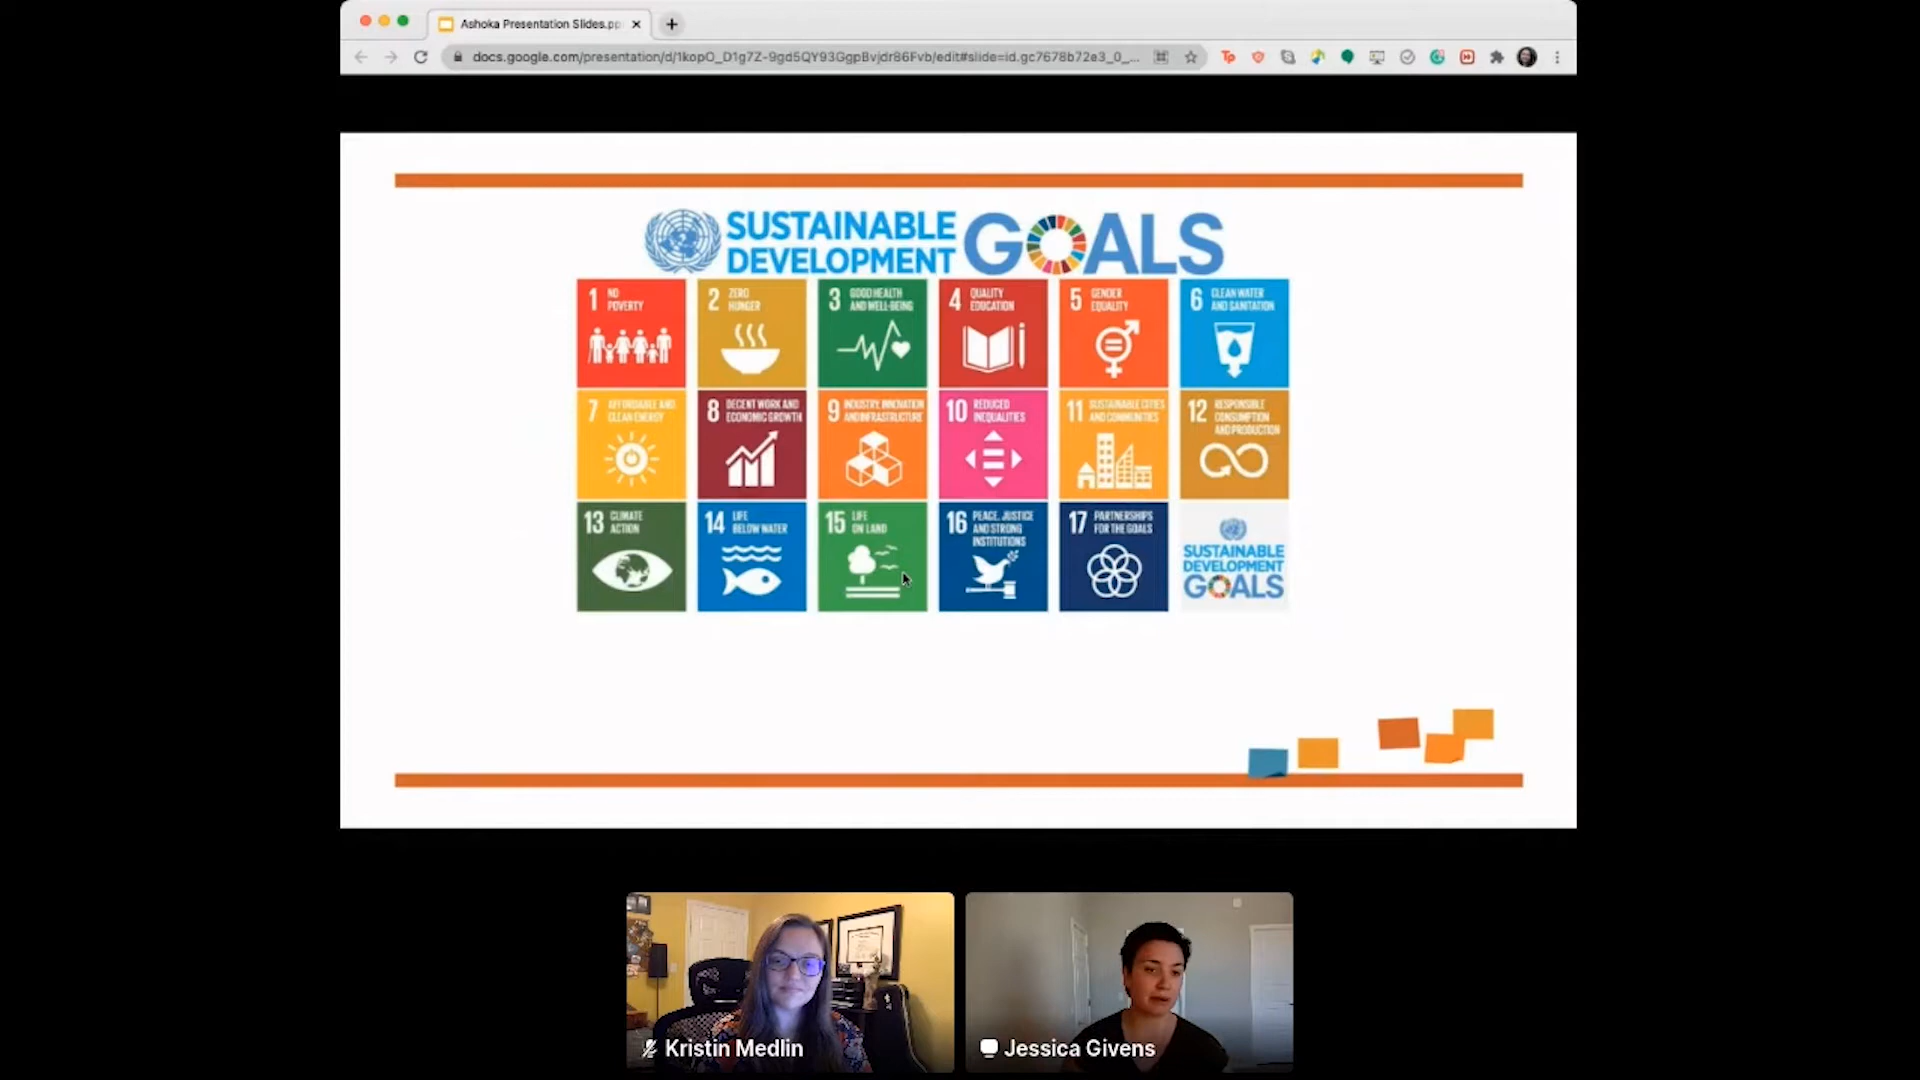 Ashoka Presentation Slides.pp
docs.google.com/presentation/d/1kopO_D1g7Z-9gd5QY93GgpBvjdr86Fvb/edit#slide=id.gc7678b72e3_0_...
SUSTAINABLE
DEVELOPMENT
GOALS
1 NO
POVERTY
2 ZERO
HUNGER
3 GOOD HEALTH
AND WELL-BEING
4 QUALITY
EDUCATION
5 GENDER
EQUALITY
6 CLEAN WATER
AND SANITATION
7 AFFORDABLE AND
CLEAN ENERGY
8 DECENT WORK AND
ECONOMIC GROWTH
9 INDUSTRY, INNOVATION
AND INFRASTRUCTURE
10 REDUCED
INEQUALITIES
11 SUSTAINABLE CITIES
AND COMMUNITIES
12 RESPONSIBLE
CONSUMPTION
AND PRODUCTION
13 CLIMATE
ACTION
14 LIFE
BELOW WATER
15 LIFE
ON LAND
16 PEACE, JUSTICE
AND STRONG
INSTITUTIONS
17 PARTNERSHIPS
FOR THE GOALS
SUSTAINABLE
DEVELOPMENT
GOALS
Kristin Medlin
Jessica Givens